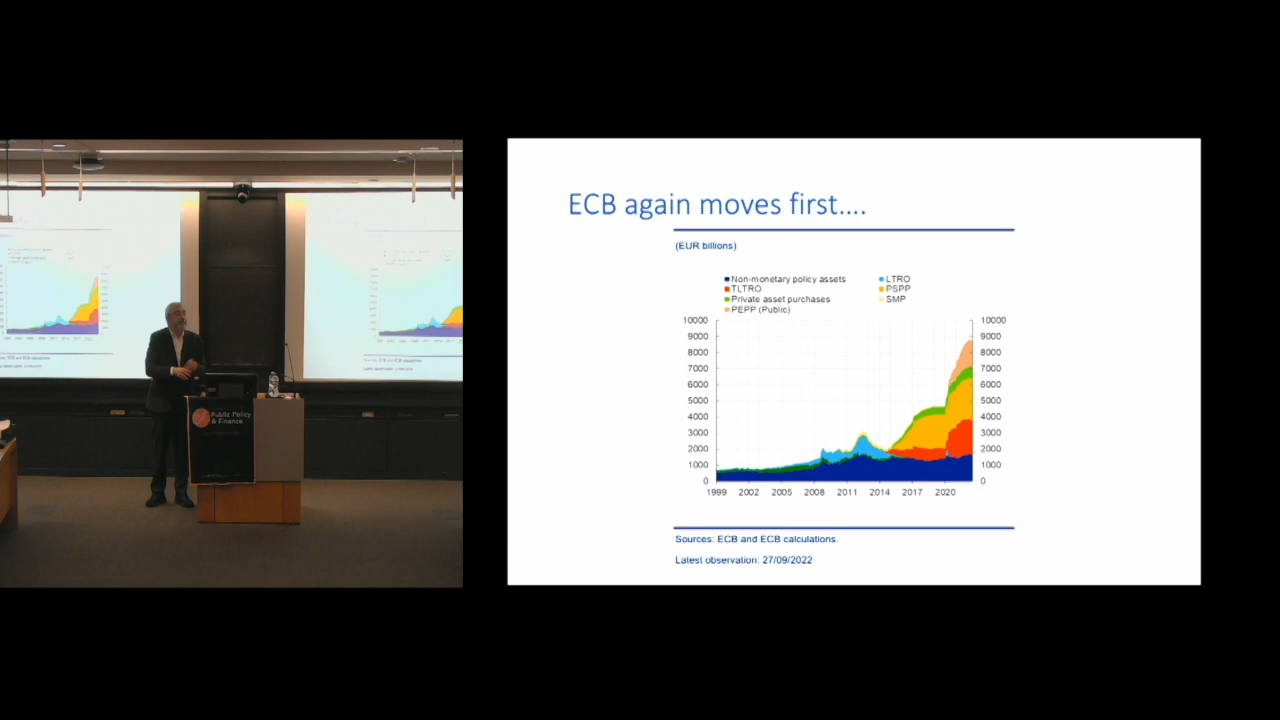 Public Policy
& Finance
ECB again moves first....
(EUR billions)
Non-monetary policy assets
LTRO
TLTRO
PSPP
Private asset purchases
SMP
PEPP (Public)
10000 10000
9000 9000
8000 8000
7000 7000
6000 6000
5000 5000
4000 4000
3000 3000
2000 2000
1000 1000
0 0
1999 2002 2005 2008 2011 2014 2017 2020
Sources: ECB and ECB calculations.
Latest observation: 27/09/2022